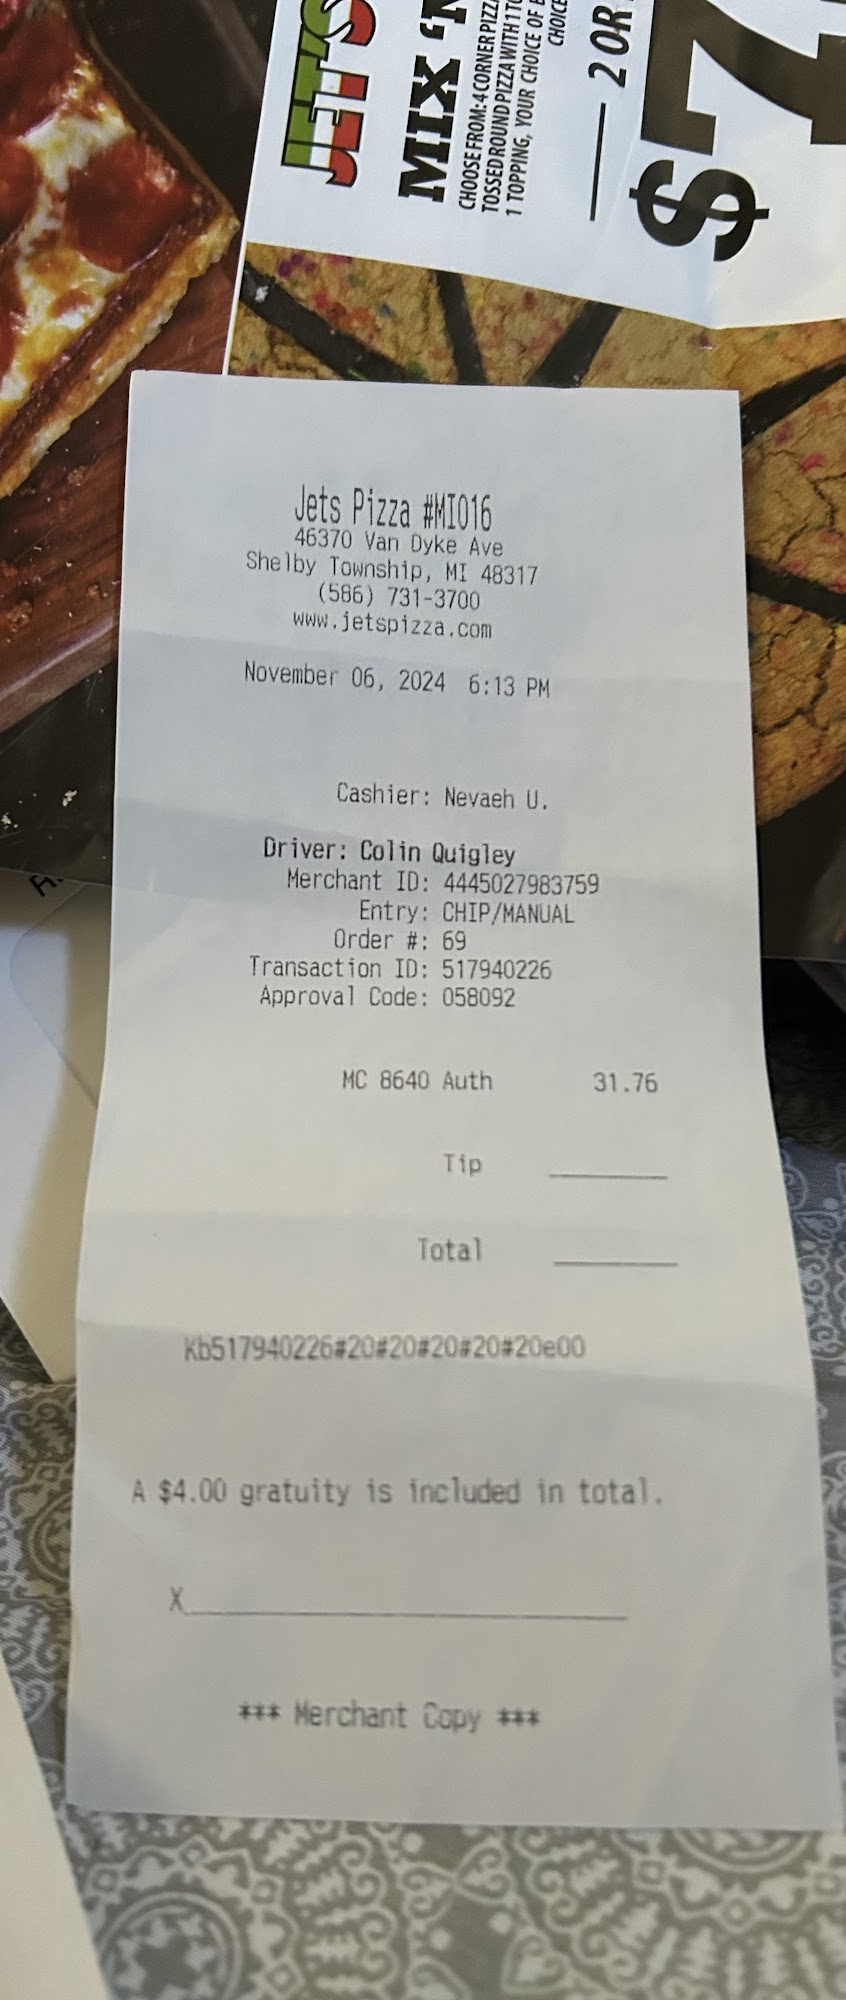 JET'S
MIX 'N
CHOOSE FROM: 4 CORNER PIZZA
TOSSED ROUND PIZZA WITH 1 TO
1 TOPPING, YOUR CHOICE OF
CHOICE
2 OR
$7
Jets Pizza #MI016
46370 Van Dyke Ave
Shelby Township, MI 48317
(586) 731-3700
www.jetspizza.com
November 06, 2024 6:13 PM
Cashier: Nevaeh U.
Driver: Colin Quigley
Merchant ID: 4445027983759
Entry: CHIP/MANUAL
Order #: 69
Transaction ID: 517940226
Approval Code: 058092
MC 8640 Auth 31.76
Tip
Total
Kb517940226#20#20#20#20#20e00
A $4.00 gratuity is included in total.
X
*** Merchant Copy ***